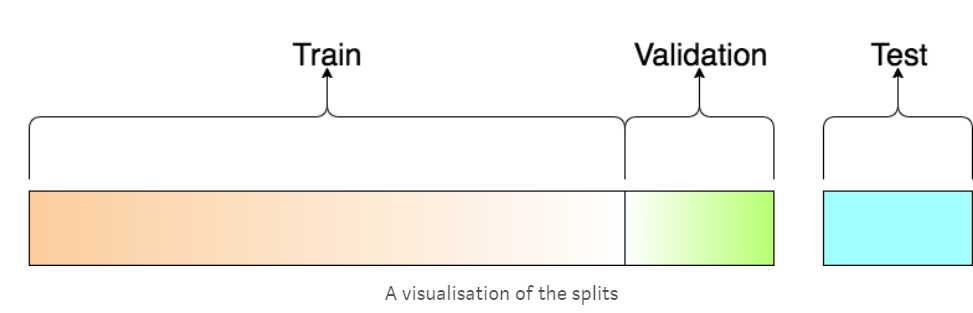 Train Validation Test
A visualisation of the splits